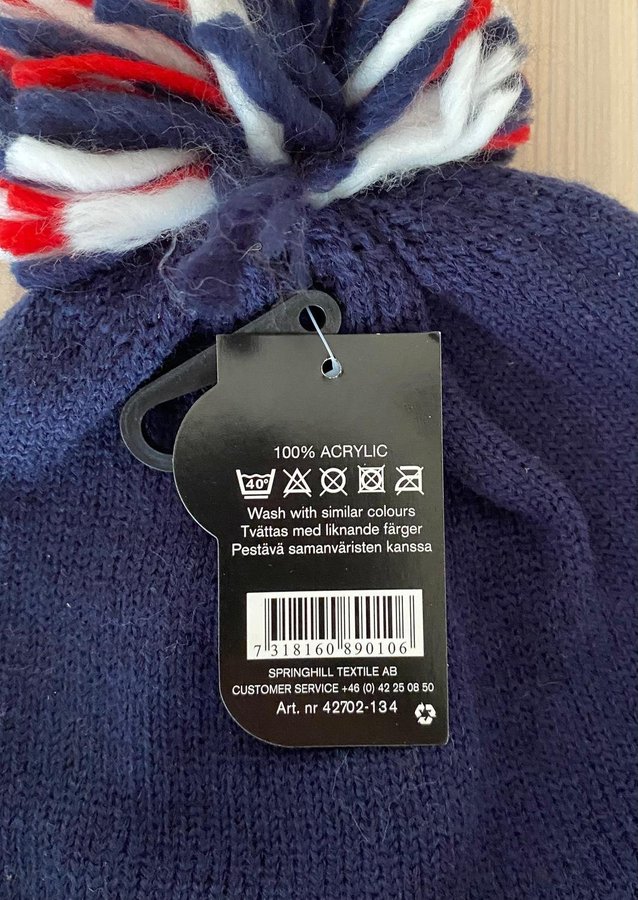 100% ACRYLIC
40°
Wash with similar colours
Tvättas med liknande färger
Pestävä samanväristen kanssa
7 318160 890106
SPRINGHILL TEXTILE AB
CUSTOMER SERVICE +46 (0) 42 25 08 50
Art. nr 42702-134